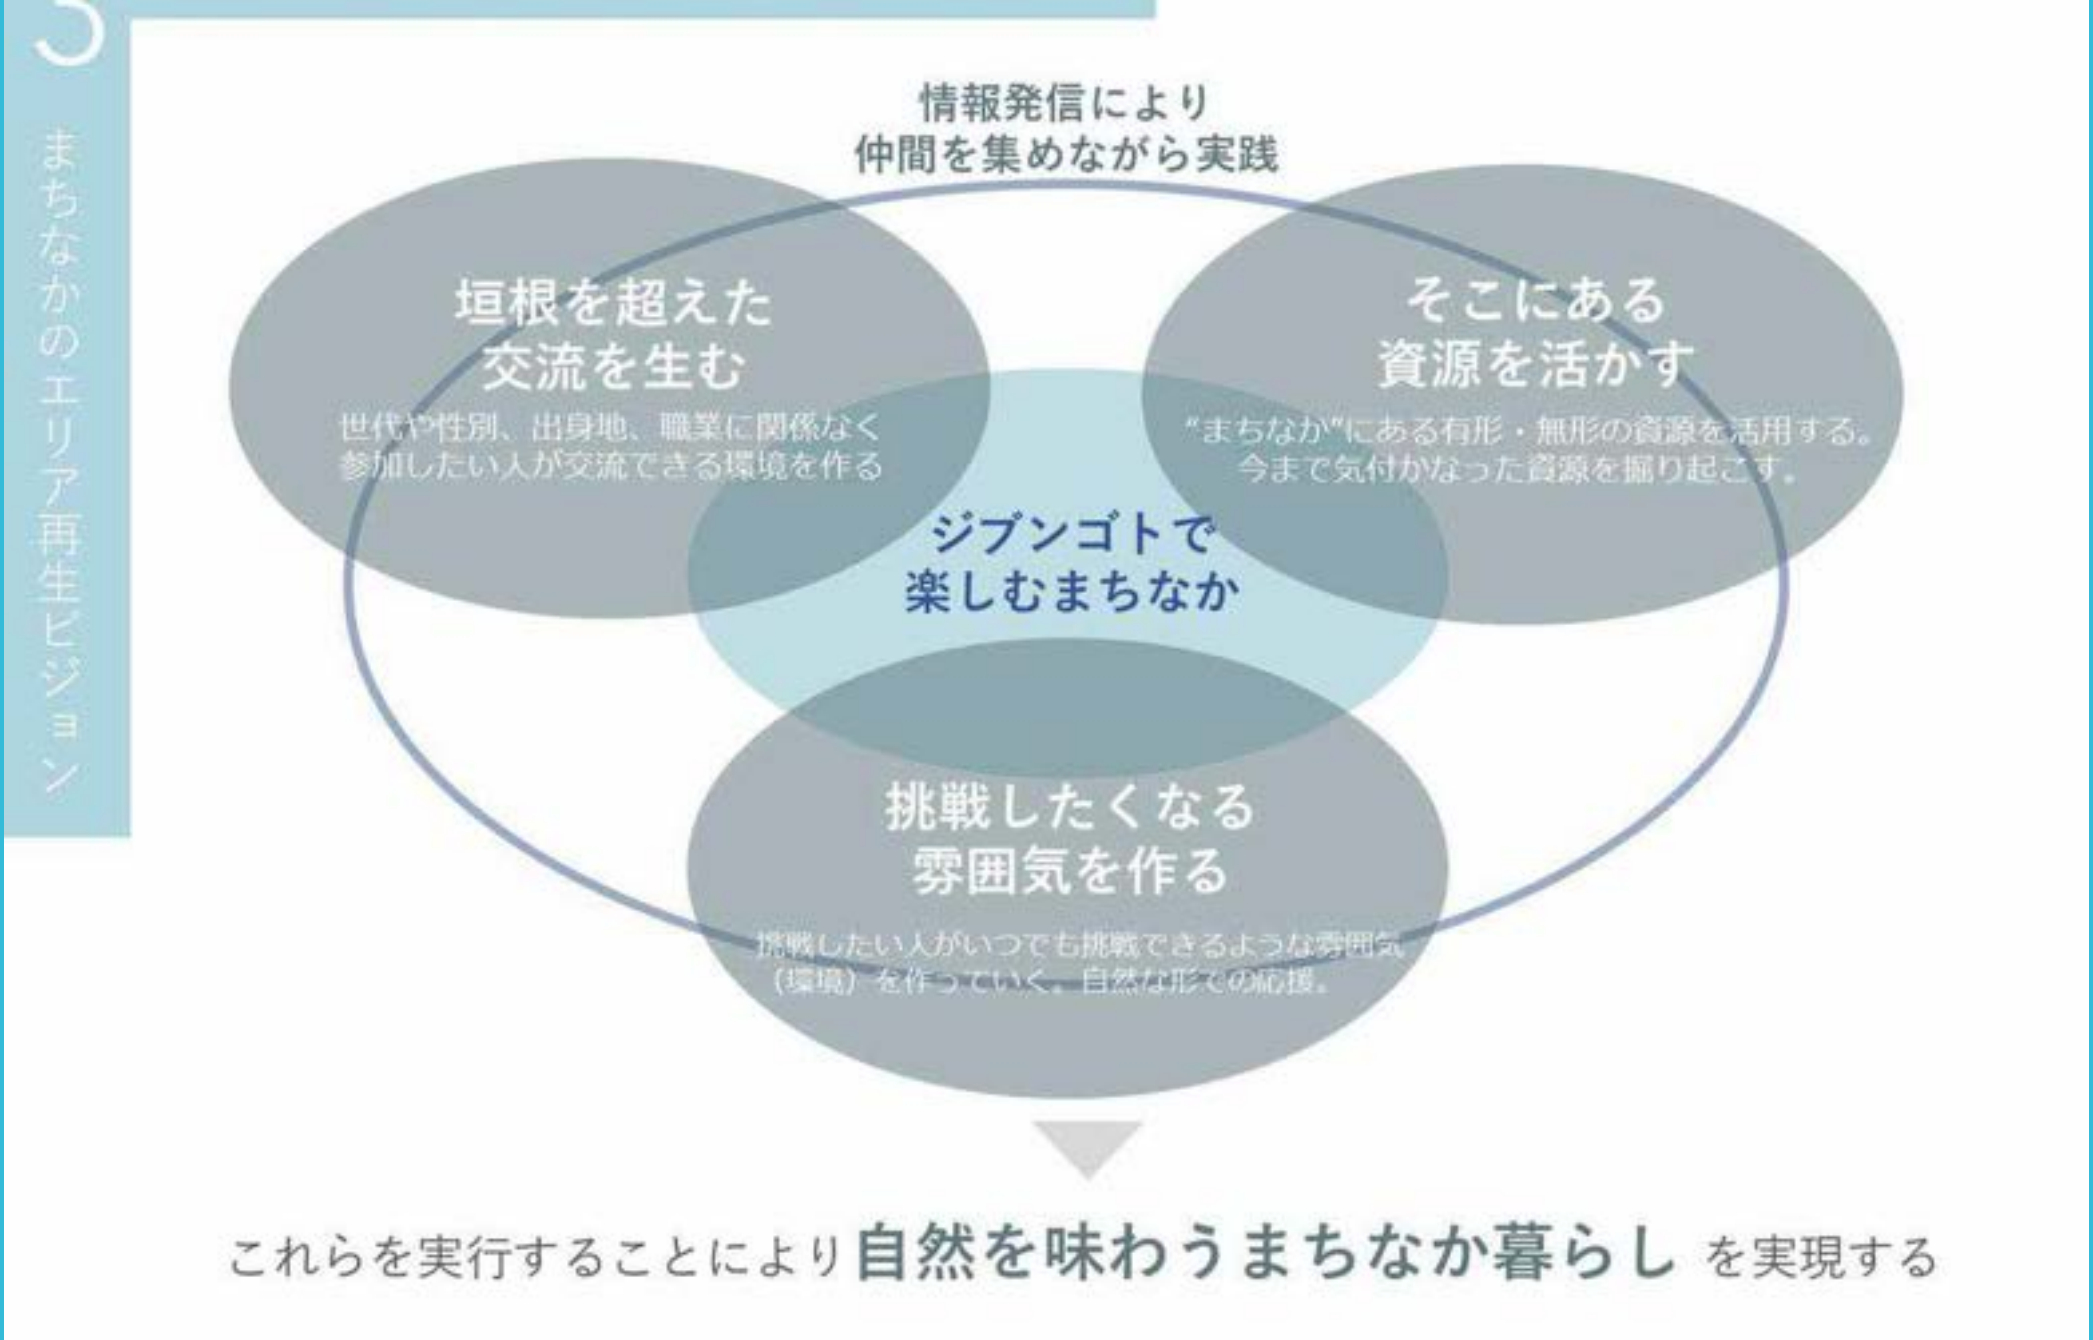 まちなかのエリア再生ビジョン
情報発信により
仲間を集めながら実践
垣根を超えた
交流を生む
世代や性別、出身地、職業に関係なく
参加したい人が交流できる環境を作る
そこにある
資源を活かす
“まちなか”にある有形・無形の資源を活用する。
今まで気付かなった資源を掘り起こす。
ジブンゴトで
楽しむまちなか
挑戦したくなる
雰囲気を作る
挑戦したい人がいつでも挑戦できるような雰囲気
（環境）を作っていく。自然な形での応援。
これらを実行することにより自然を味わうまちなか暮らし を実現する